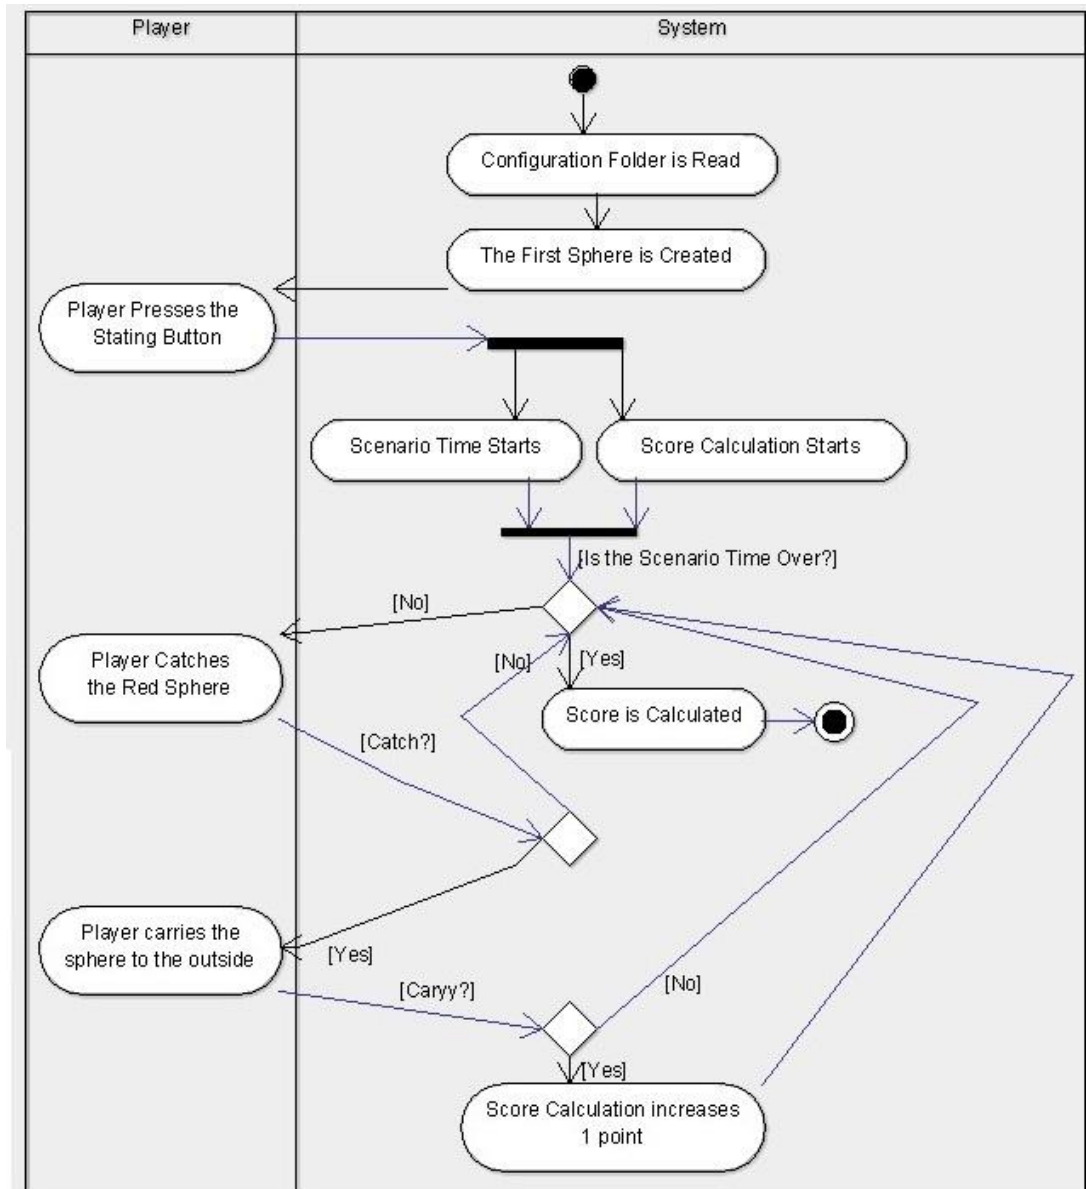 Player
System
Configuration Folder is Read
The First Sphere is Created
Player Presses the
Stating Button
Scenario Time Starts
Score Calculation Starts
[Is the Scenario Time Over?]
[No]
Player Catches
the Red Sphere
[No]
[Yes]
Score is Calculated
[Catch?]
Player carries the
sphere to the outside
[Yes]
[Caryy?]
[No]
[Yes]
Score Calculation increases
1 point